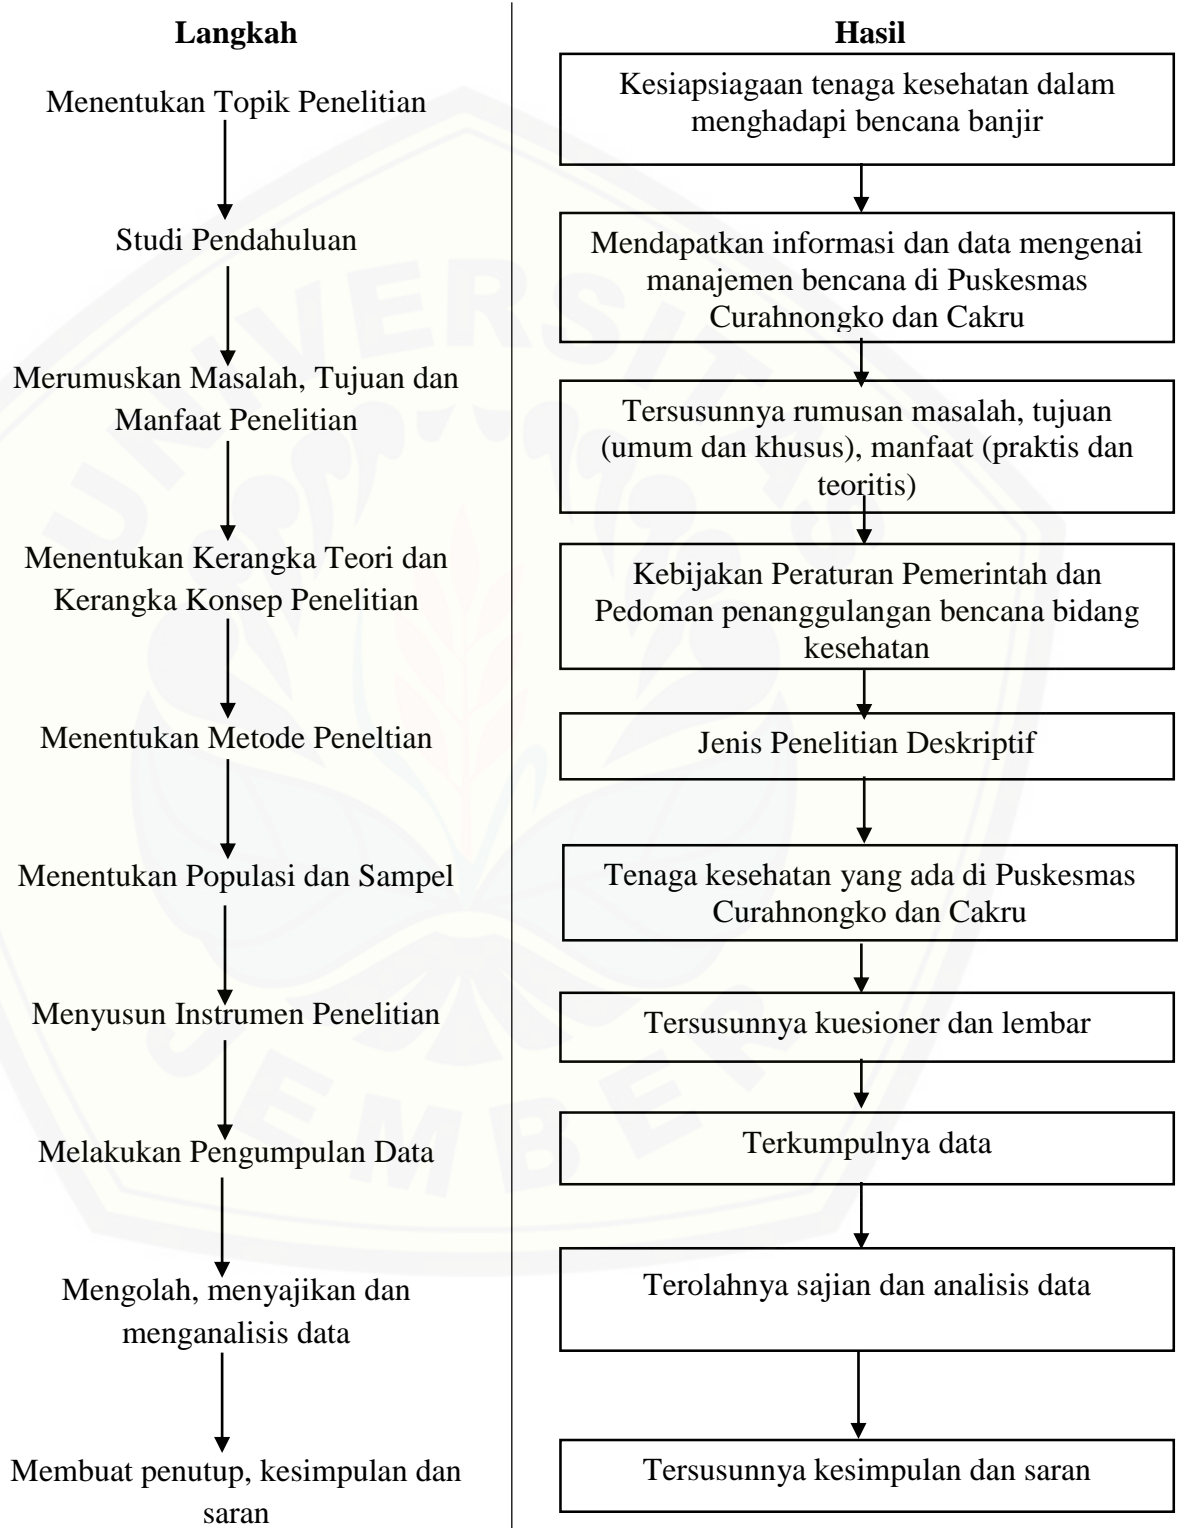 Langkah
Hasil
Menentukan Topik Penelitian
Kesiapsiagaan tenaga kesehatan dalam
menghadapi bencana banjir
Studi Pendahuluan
Mendapatkan informasi dan data mengenai
manajemen bencana di Puskesmas
Curahnongko dan Cakru
Merumuskan Masalah, Tujuan dan
Manfaat Penelitian
Tersusunnya rumusan masalah, tujuan
(umum dan khusus), manfaat (praktis dan
teoritis)
Menentukan Kerangka Teori dan
Kerangka Konsep Penelitian
Kebijakan Peraturan Pemerintah dan
Pedoman penanggulangan bencana bidang
kesehatan
Menentukan Metode Peneltian
Jenis Penelitian Deskriptif
Menentukan Populasi dan Sampel
Tenaga kesehatan yang ada di Puskesmas
Curahnongko dan Cakru
Menyusun Instrumen Penelitian
Tersusunnya kuesioner dan lembar
Melakukan Pengumpulan Data
Terkumpulnya data
Mengolah, menyajikan dan
menganalisis data
Terolahnya sajian dan analisis data
Membuat penutup, kesimpulan dan
saran
Tersusunnya kesimpulan dan saran
UNIVERSITAS
JEMBER